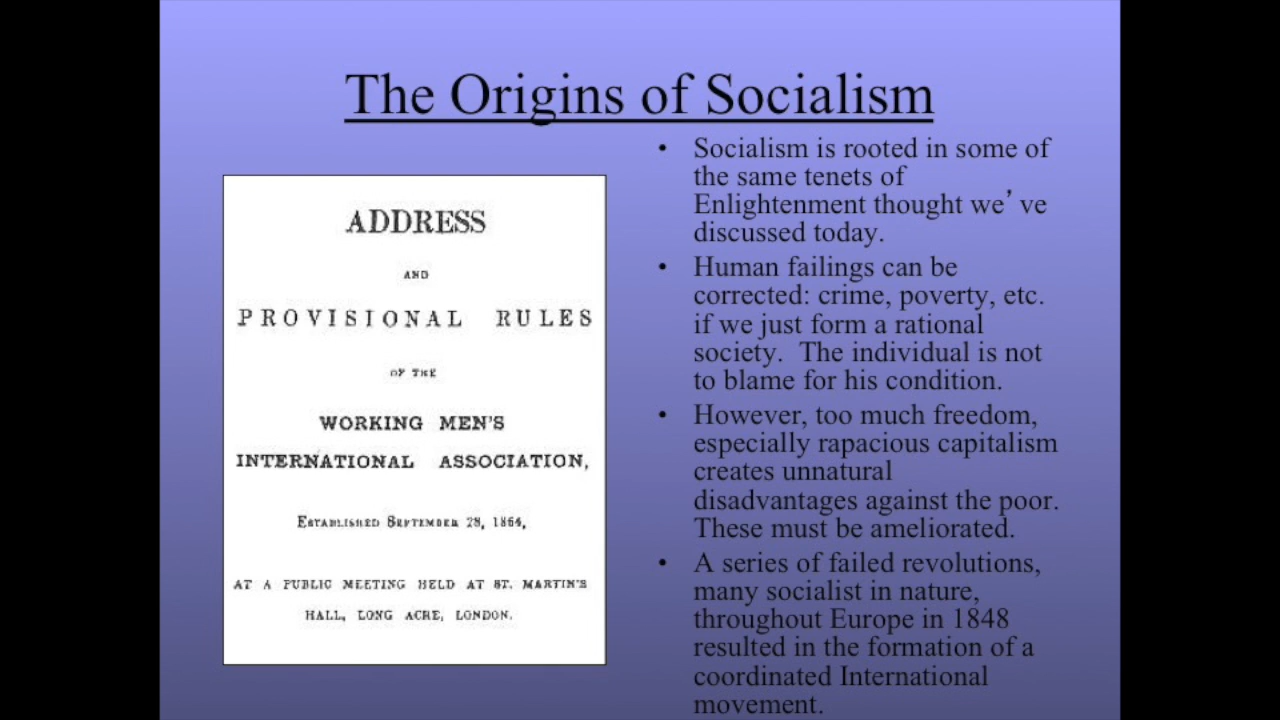 The Origins of Socialism
ADDRESS
AND
PROVISIONAL RULES
OF THE
WORKING MEN'S
INTERNATIONAL ASSOCIATION,
ESTABLISHED SEPTEMBER 28, 1864,
AT A PUBLIC MEETING HELD AT ST. MARTIN'S
HALL, LONG ACRE, LONDON.
• Socialism is rooted in some of
the same tenets of
Enlightenment thought we’ve
discussed today.
• Human failings can be
corrected: crime, poverty, etc.
if we just form a rational
society.  The individual is not
to blame for his condition.
• However, too much freedom,
especially rapacious capitalism
creates unnatural
disadvantages against the poor.
These must be ameliorated.
• A series of failed revolutions,
many socialist in nature,
throughout Europe in 1848
resulted in the formation of a
coordinated International
movement.